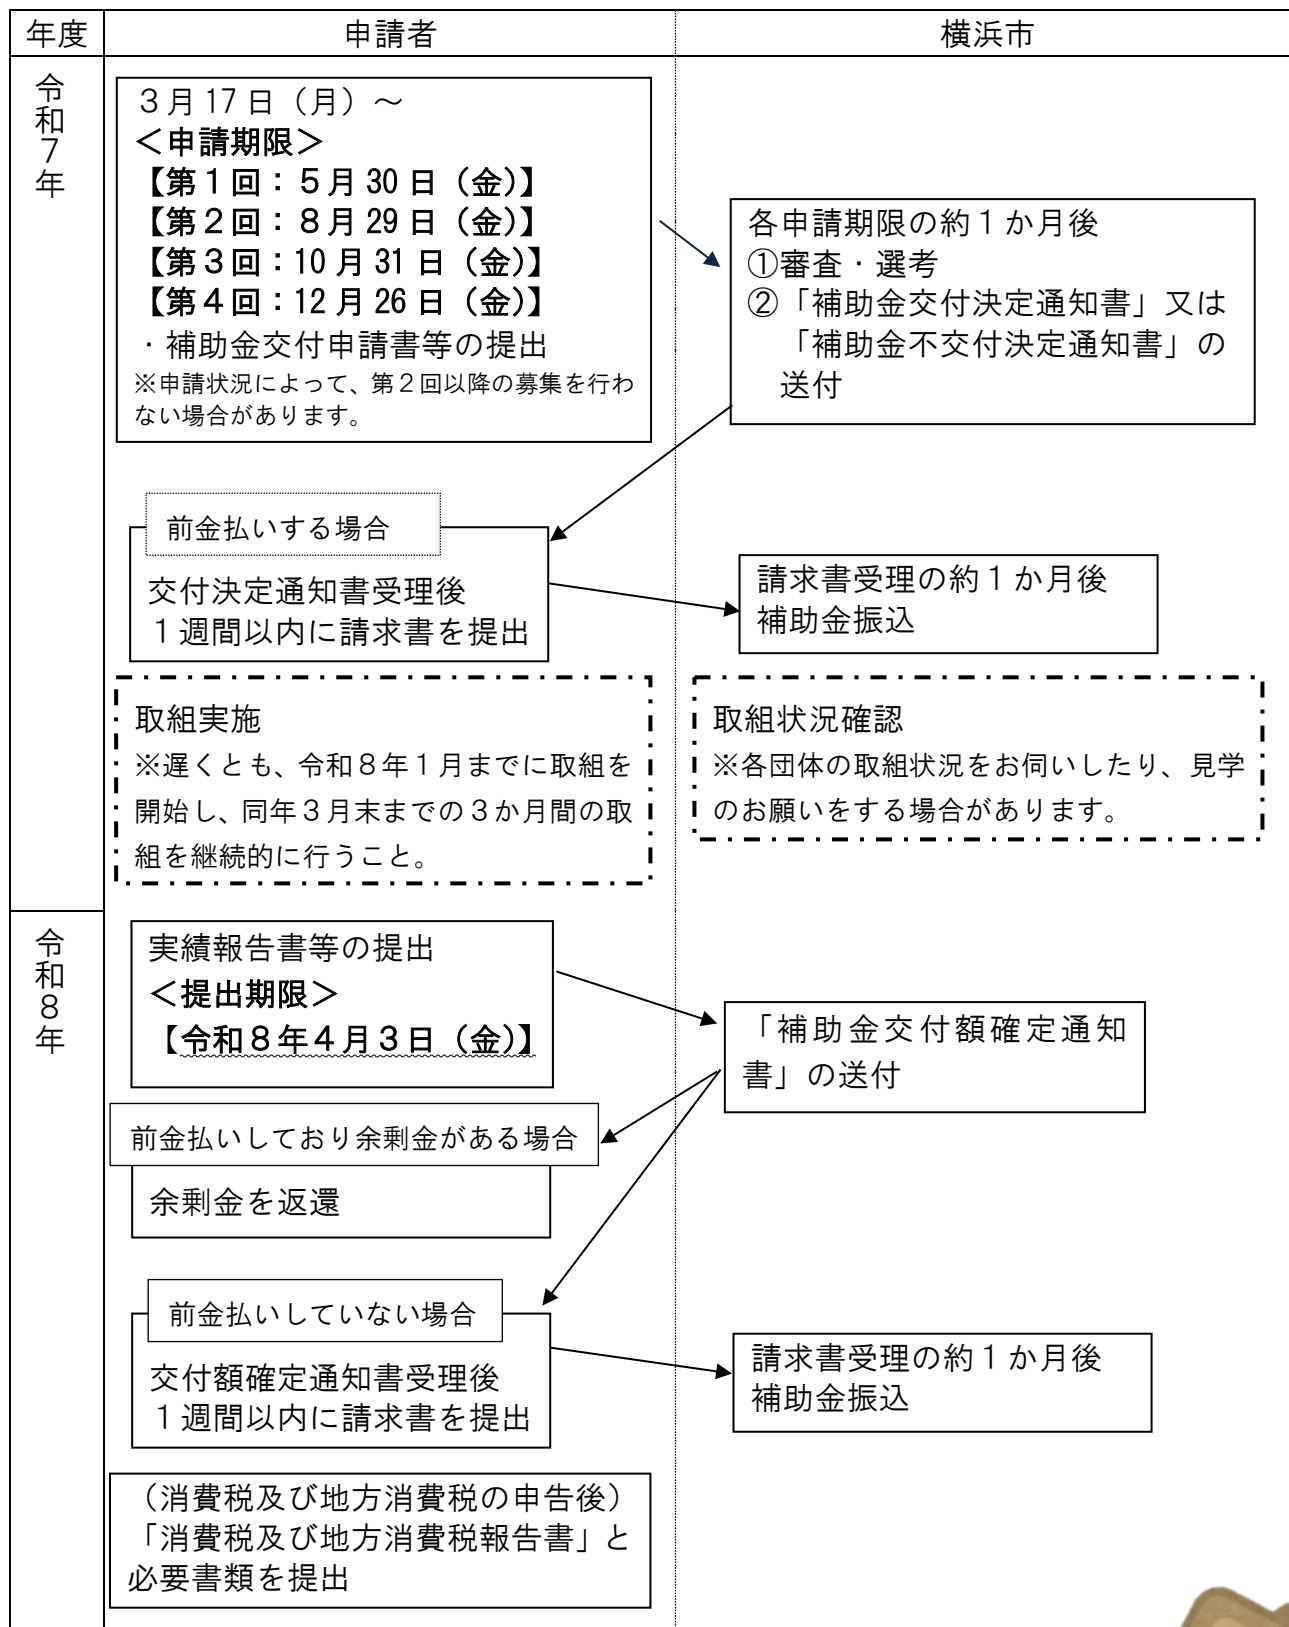 年度
申請者
横浜市
令和7年
３月17日（月）～
＜申請期限＞
【第１回：５月30日（金）】
【第２回：８月29日（金）】
【第３回：10月31日（金）】
【第４回：12月26日（金）】
・補助金交付申請書等の提出
※申請状況によって、第２回以降の募集を行わ
ない場合があります。
各申請期限の約１か月後
①審査・選考
②「補助金交付決定通知書」又は
「補助金不交付決定通知書」の
送付
前金払いする場合
交付決定通知書受理後
１週間以内に請求書を提出
請求書受理の約１か月後
補助金振込
取組実施
※遅くとも、令和８年１月までに取組を
開始し、同年３月末までの３か月間の取
組を継続的に行うこと。
取組状況確認
※各団体の取組状況をお伺いしたり、見学
のお願いをする場合があります。
令和8年
実績報告書等の提出
＜提出期限＞
【令和８年４月３日（金）】
「補助金交付額確定通知
書」の送付
前金払いしており余剰金がある場合
余剰金を返還
前金払いしていない場合
交付額確定通知書受理後
１週間以内に請求書を提出
請求書受理の約１か月後
補助金振込
（消費税及び地方消費税の申告後）
「消費税及び地方消費税報告書」と
必要書類を提出